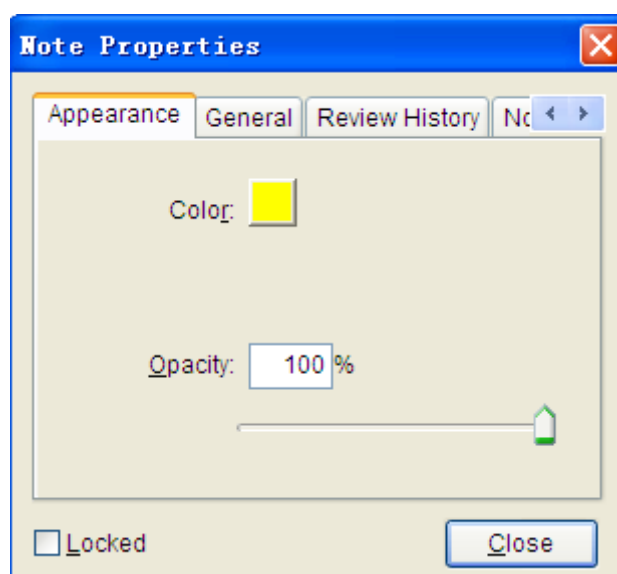 Note Properties
Appearance General Review History
Color:
Opacity: 100 %
Locked Close